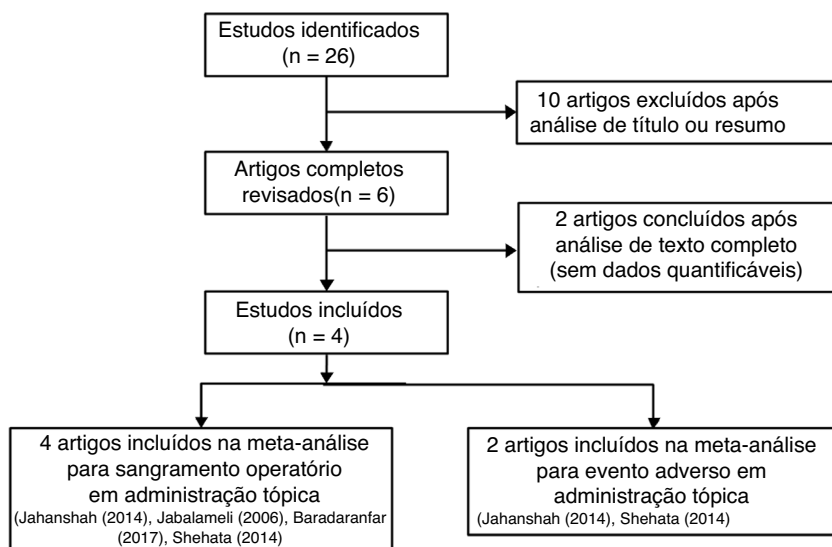 Estudos identificados
(n = 26)
10 artigos excluídos após
análise de título ou resumo
Artigos completos
revisados(n = 6)
2 artigos concluídos após
análise de texto completo
(sem dados quantificáveis)
Estudos incluídos
(n = 4)
4 artigos incluídos na meta-análise
para sangramento operatório
em administração tópica
(Jahanshah (2014), Jabalameli (2006), Baradaranfar
(2017), Shehata (2014)
2 artigos incluídos na meta-análise
para evento adverso em
administração tópica
(Jahanshah (2014), Shehata (2014)